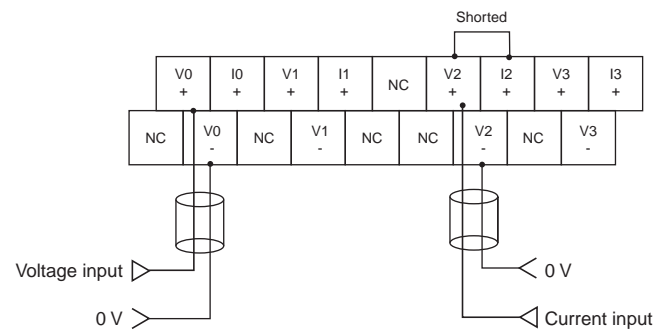 Shorted
V0 + I0 + V1 + I1 + NC V2 + I2 + V3 + I3 +
NC V0 - NC V1 - NC NC V2 - NC V3 -
Voltage input
0 V
0 V
Current input